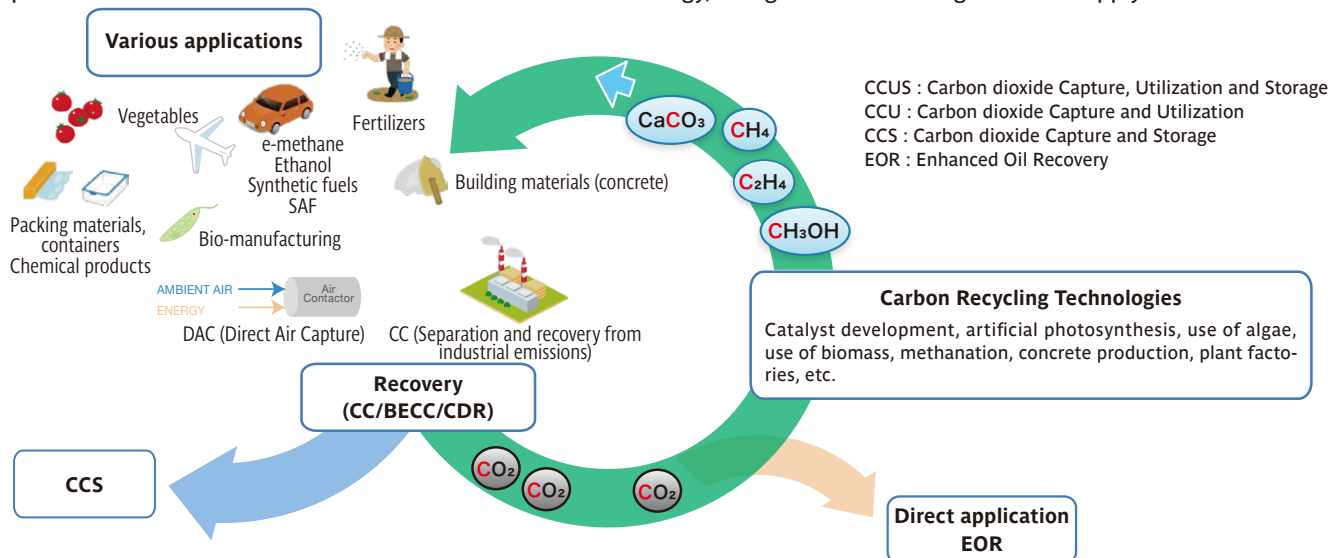 Various applications
Vegetables
e-methane
Ethanol
Synthetic fuels
SAF
Fertilizers
Building materials (concrete)
Packing materials,
containers
Chemical products
Bio-manufacturing
AMBIENT AIR
ENERGY
Air
Contactor
DAC (Direct Air Capture)
CC (Separation and recovery from
industrial emissions)
CaCO₃
CH₄
C₂H₄
CH₃OH
CCUS : Carbon dioxide Capture, Utilization and Storage
CCU : Carbon dioxide Capture and Utilization
CCS : Carbon dioxide Capture and Storage
EOR : Enhanced Oil Recovery
Carbon Recycling Technologies
Catalyst development, artificial photosynthesis, use of algae,
use of biomass, methanation, concrete production, plant facto-
ries, etc.
Recovery
(CC/BECC/CDR)
CO₂
CO₂
CO₂
CCS
Direct application
EOR